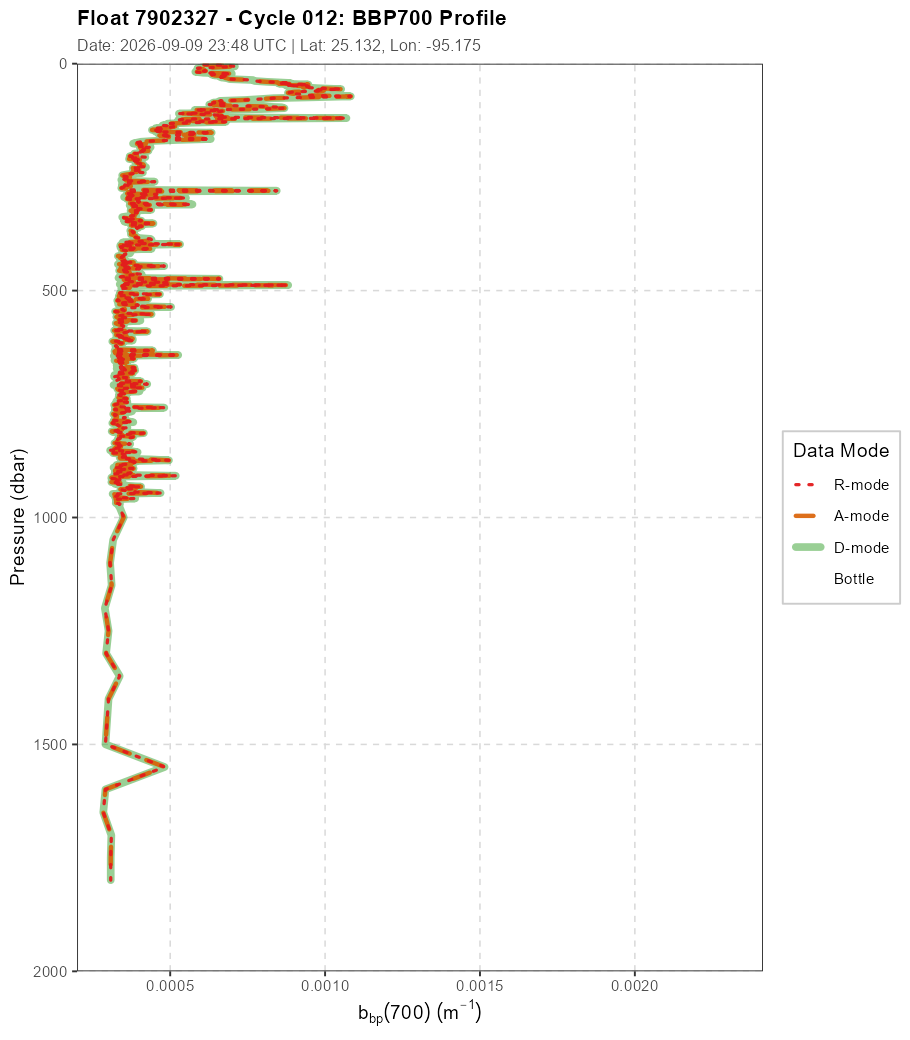 Float 7902327 - Cycle 012: BBP700 Profile
Date: 2026-09-09 23:48 UTC | Lat: 25.132, Lon: -95.175
0
500
1000
1500
2000
Pressure (dbar)
0.0005
0.0010
0.0015
0.0020
b_bp(700) (m⁻¹)
Data Mode
R-mode
A-mode
D-mode
Bottle